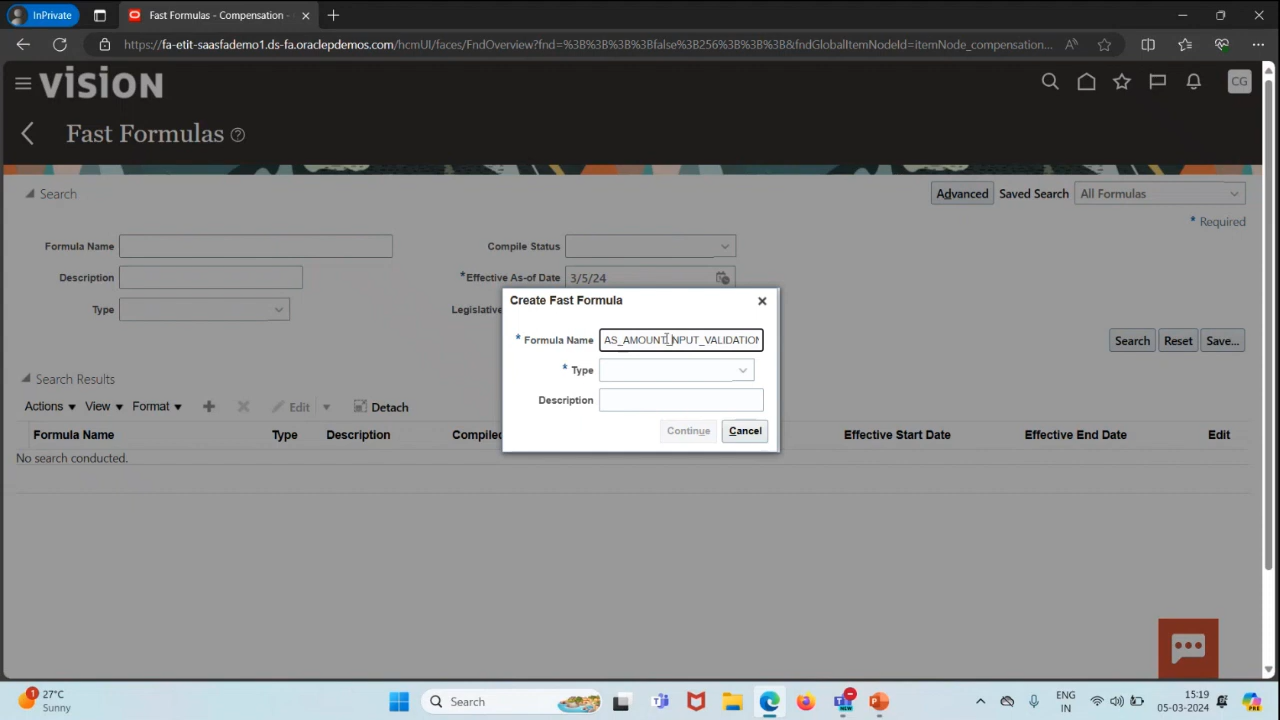 InPrivate
Fast Formulas - Compensation -
https://fa-etit-saasfademo1.ds-fa.oraclepdemos.com/hcmUI/faces/FndOverview?fnd=%3B%3B%3B%3Bfalse%3B256%3B%3B%3B&fndGlobalItemNodeId=itemNode_compensation...
VISION
CG
Fast Formulas
Search
Advanced Saved Search All Formulas
* Required
Formula Name
Compile Status
Description
*Effective As-of Date 3/5/24
Type
Legislative
Search Reset Save...
Create Fast Formula
* Formula Name AS_AMOUNT_INPUT_VALIDATION
* Type
Description
Continue Cancel
Search Results
Actions View Format Edit Detach
Formula Name Type Description Compiled Effective Start Date Effective End Date Edit
No search conducted.
1
27°C
Sunny
Search
NEW
ENG
IN
15:19
05-03-2024
PRE